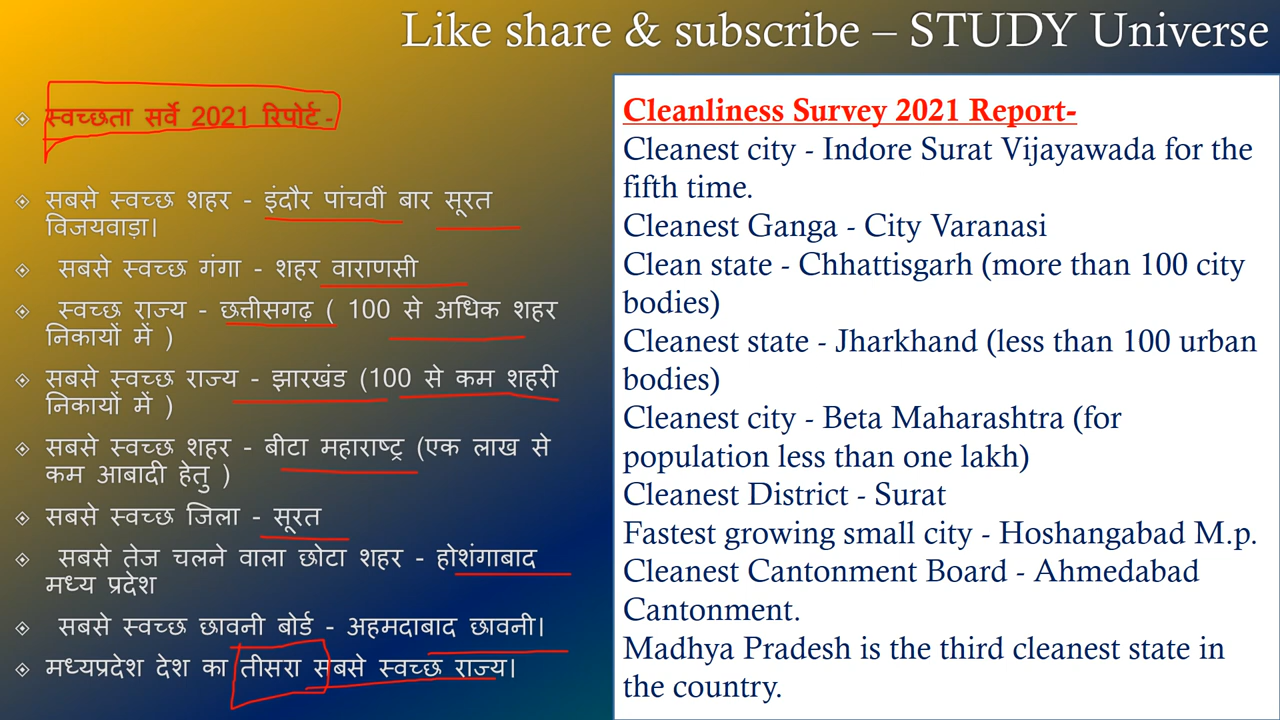 Like share & subscribe – STUDY Universe
स्वच्छता सर्वे 2021 रिपोर्ट -
सबसे स्वच्छ शहर - इंदौर पांचवीं बार सूरत
विजयवाड़ा।
सबसे स्वच्छ गंगा - शहर वाराणसी
स्वच्छ राज्य - छत्तीसगढ़ ( 100 से अधिक शहर
निकायों में )
सबसे स्वच्छ राज्य - झारखंड (100 से कम शहरी
निकायों में )
सबसे स्वच्छ शहर - बीटा महाराष्ट्र (एक लाख से
कम आबादी हेतु )
सबसे स्वच्छ जिला - सूरत
सबसे तेज चलने वाला छोटा शहर - होशंगाबाद
मध्य प्रदेश
सबसे स्वच्छ छावनी बोर्ड - अहमदाबाद छावनी।
मध्यप्रदेश देश का तीसरा सबसे स्वच्छ राज्य।
Cleanliness Survey 2021 Report-
Cleanest city - Indore Surat Vijayawada for the
fifth time.
Cleanest Ganga - City Varanasi
Clean state - Chhattisgarh (more than 100 city
bodies)
Cleanest state - Jharkhand (less than 100 urban
bodies)
Cleanest city - Beta Maharashtra (for
population less than one lakh)
Cleanest District - Surat
Fastest growing small city - Hoshangabad M.p.
Cleanest Cantonment Board - Ahmedabad
Cantonment.
Madhya Pradesh is the third cleanest state in
the country.